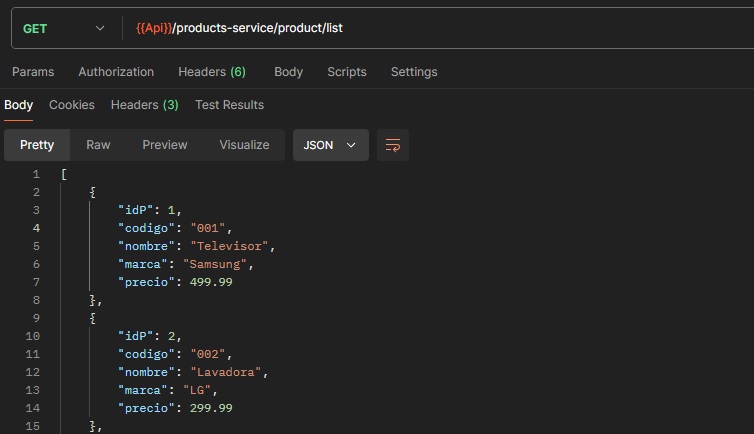 GET {{Api}}/products-service/product/list
Params Authorization Headers (6) Body Scripts Settings
Body Cookies Headers (3) Test Results
Pretty Raw Preview Visualize JSON
1 [
2 {
3 "idP": 1,
4 "codigo": "001",
5 "nombre": "Televisor",
6 "marca": "Samsung",
7 "precio": 499.99
8 },
9 {
10 "idP": 2,
11 "codigo": "002",
12 "nombre": "Lavadora",
13 "marca": "LG",
14 "precio": 299.99
15 },